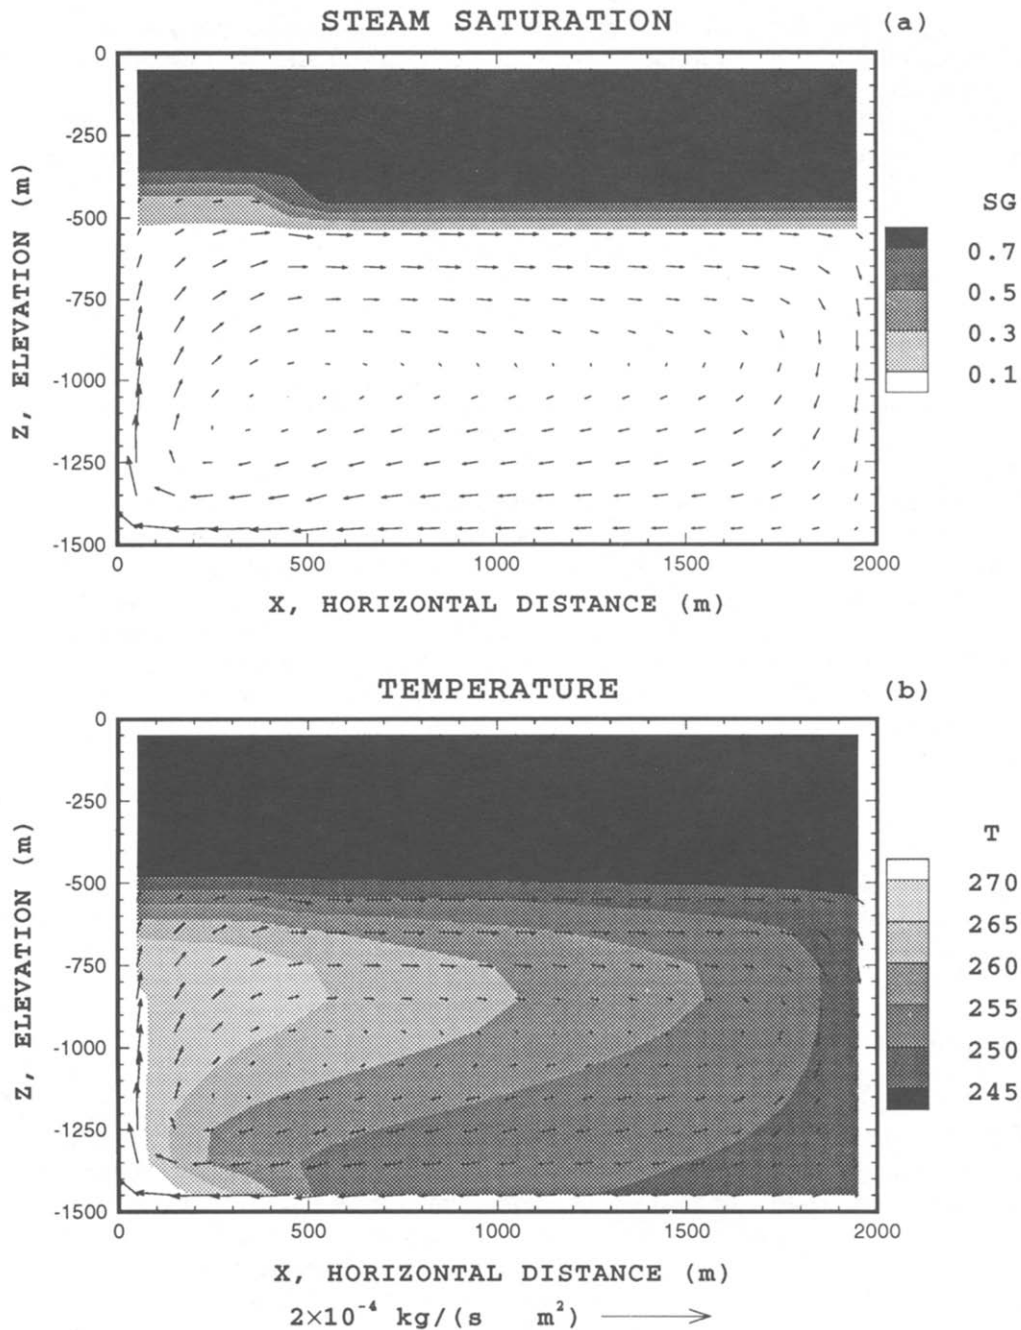 STEAM SATURATION (a)
0
-250
-500
-750
-1000
-1250
-1500
Z, ELEVATION (m)
0 500 1000 1500 2000
X, HORIZONTAL DISTANCE (m)
SG
0.7
0.5
0.3
0.1
TEMPERATURE (b)
0
-250
-500
-750
-1000
-1250
-1500
Z, ELEVATION (m)
0 500 1000 1500 2000
X, HORIZONTAL DISTANCE (m)
T
270
265
260
255
250
245
2×10⁻⁴ kg/(s m²)